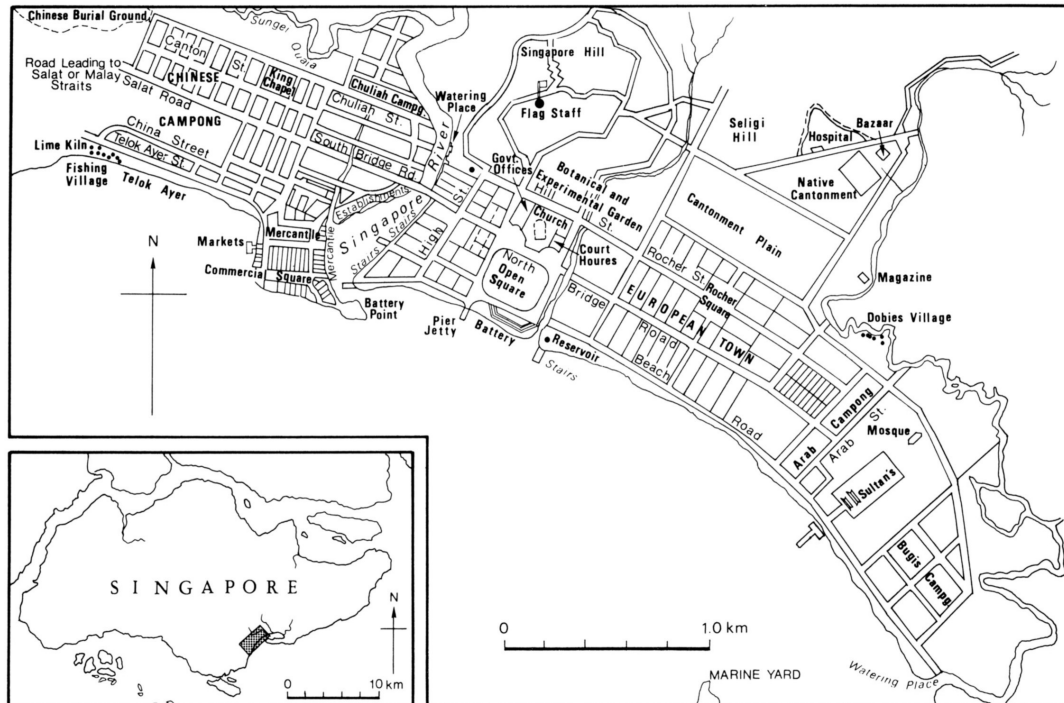 Chinese Burial Ground
Sungei Quala
Road Leading to
Salat or Malay
Straits
Canton St.
CHINESE
King
Chapel
CAMPONG
Salat Road
Chuliah Campg.
Chuliah St.
South Bridge Rd.
China Street
Telok Ayer St.
Lime Kiln
Fishing
Village
Telok Ayer
Markets
Mercantile
Commercial Square
Mercantile
Establishments
Singapore
River
Stairs
Stairs
High St.
Battery
Point
Pier
Jetty
Battery
Watering
Place
Singapore Hill
Flag Staff
Govt.
Offices
Botanical and
Experimental Garden
Hill St.
Church
Court
Houres
North
Open
Square
Bridge
Road
Reservoir
Stairs
Beach
Road
EUROPEAN TOWN
Rocher St.
Rocher
Square
Cantonment Plain
Seligi
Hill
Hospital
Bazaar
Native
Cantonment
Magazine
Dobies Village
Arab Campong
Arab St.
Mosque
Sultan's
Bugis
Campg.
Watering Place
MARINE YARD
N
0 1.0 km
SINGAPORE
N
0 10 km